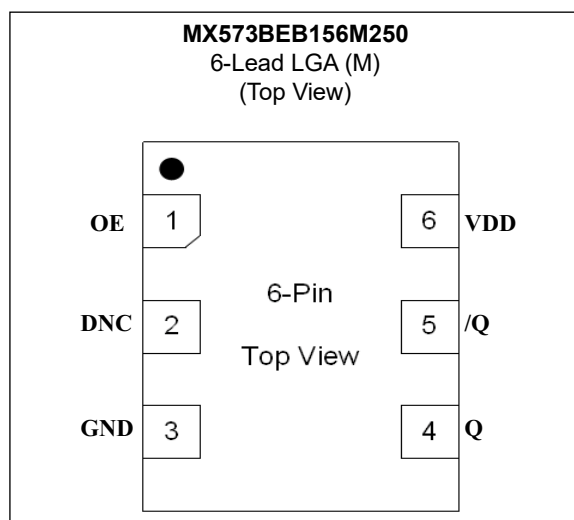 MX573BEB156M250
6-Lead LGA (M)
(Top View)
OE 1 6 VDD
6-Pin
DNC 2 5 /Q
Top View
GND 3 4 Q